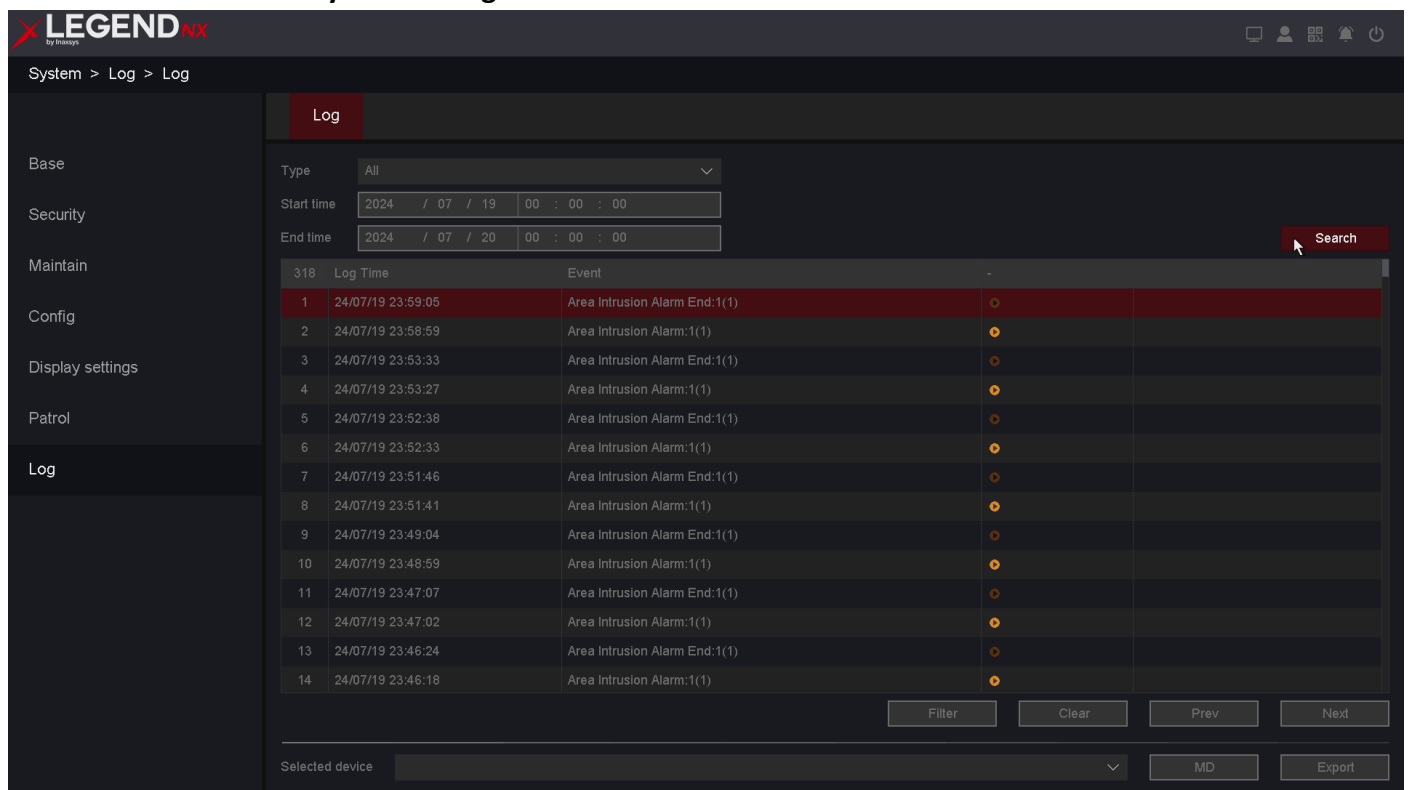 LEGEND NX
by Inaxsys
System > Log > Log
Log
Base
Security
Maintain
Config
Display settings
Patrol
Log
Type All
Start time 2024 / 07 / 19 00 : 00 : 00
End time 2024 / 07 / 20 00 : 00 : 00
Search
318 Log Time Event -
1 24/07/19 23:59:05 Area Intrusion Alarm End:1(1)
2 24/07/19 23:58:59 Area Intrusion Alarm:1(1)
3 24/07/19 23:53:33 Area Intrusion Alarm End:1(1)
4 24/07/19 23:53:27 Area Intrusion Alarm:1(1)
5 24/07/19 23:52:38 Area Intrusion Alarm End:1(1)
6 24/07/19 23:52:33 Area Intrusion Alarm:1(1)
7 24/07/19 23:51:46 Area Intrusion Alarm End:1(1)
8 24/07/19 23:51:41 Area Intrusion Alarm:1(1)
9 24/07/19 23:49:04 Area Intrusion Alarm End:1(1)
10 24/07/19 23:48:59 Area Intrusion Alarm:1(1)
11 24/07/19 23:47:07 Area Intrusion Alarm End:1(1)
12 24/07/19 23:47:02 Area Intrusion Alarm:1(1)
13 24/07/19 23:46:24 Area Intrusion Alarm End:1(1)
14 24/07/19 23:46:18 Area Intrusion Alarm:1(1)
Filter Clear Prev Next
Selected device MD Export